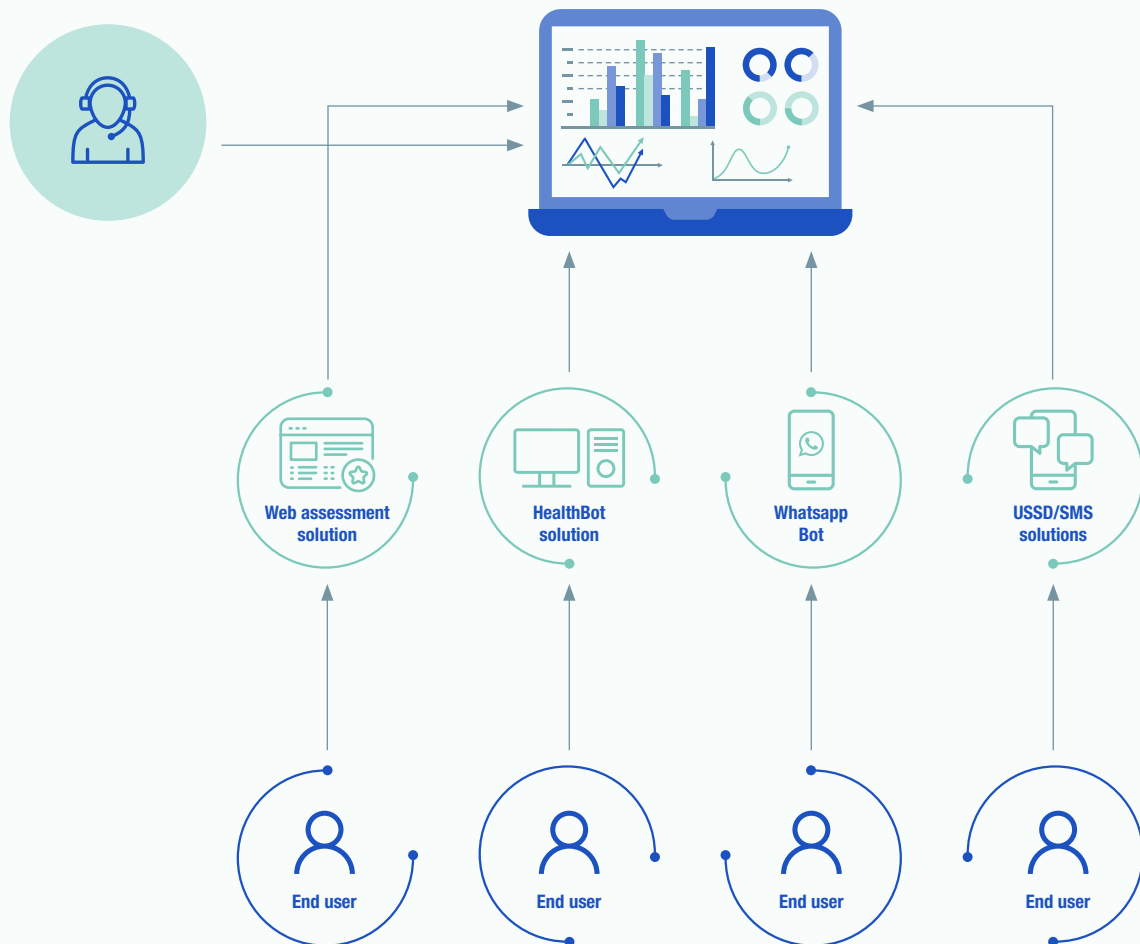 Web assessment
solution
HealthBot
solution
Whatsapp
Bot
USSD/SMS
solutions
End user
End user
End user
End user